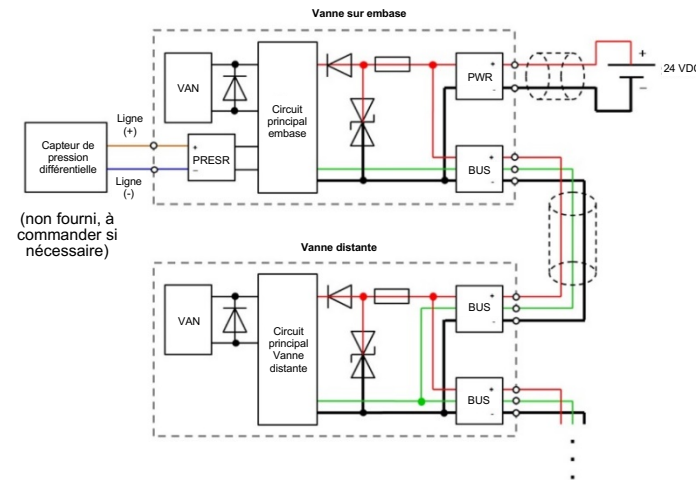 Vanne sur embase
VAN
Circuit
principal
embase
PWR
+
-
+
−
24 VDC
Capteur de
pression
différentielle
Ligne
(+)
Ligne
(-)
+
−
PRESR
BUS
+
-
(non fourni, à
commander si
nécessaire)
Vanne distante
VAN
Circuit
principal
Vanne
distante
BUS
+
-
BUS
+
-